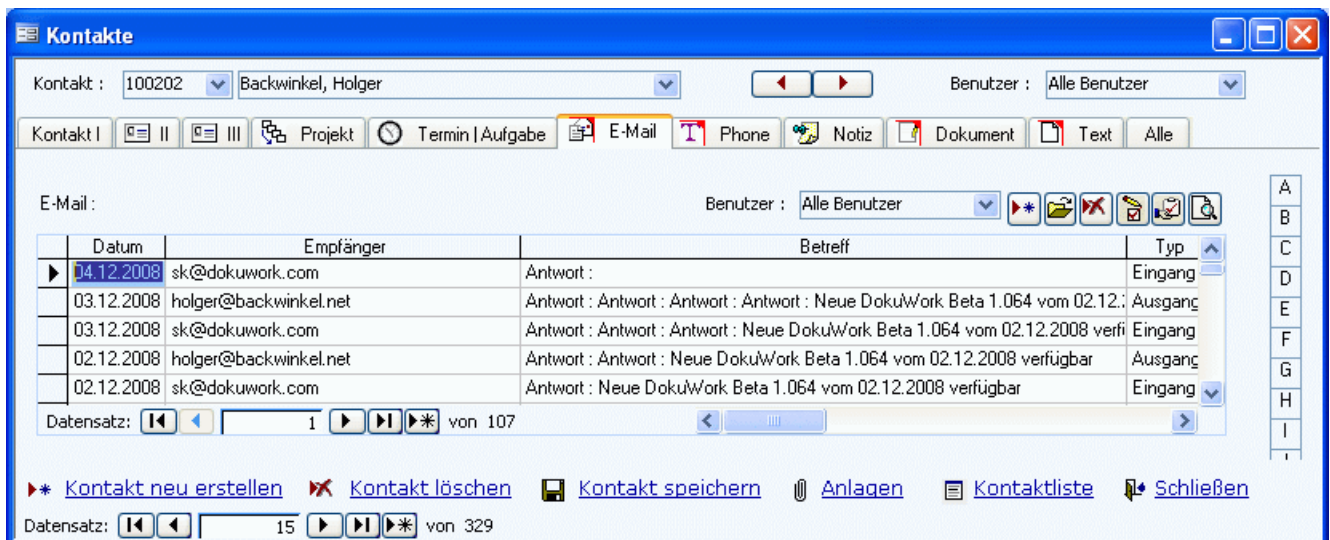 Kontakte
Kontakt : 100202 Backwinkel, Holger Benutzer : Alle Benutzer
Kontakt I II III Projekt Termin | Aufgabe E-Mail Phone Notiz Dokument Text Alle
E-Mail : Benutzer : Alle Benutzer
Datum Empfänger Betreff Typ
04.12.2008 sk@dokuwork.com Antwort : Eingang
03.12.2008 holger@backwinkel.net Antwort : Antwort : Antwort : Antwort : Neue DokuWork Beta 1.064 vom 02.12.: Ausgang
03.12.2008 sk@dokuwork.com Antwort : Antwort : Antwort : Neue DokuWork Beta 1.064 vom 02.12.2008 verfi Eingang
02.12.2008 holger@backwinkel.net Antwort : Antwort : Neue DokuWork Beta 1.064 vom 02.12.2008 verfügbar Ausgang
02.12.2008 sk@dokuwork.com Antwort : Neue DokuWork Beta 1.064 vom 02.12.2008 verfügbar Eingang
Datensatz: 1 von 107
A
B
C
D
E
F
G
H
I
Kontakt neu erstellen Kontakt löschen Kontakt speichern Anlagen Kontaktliste Schließen
Datensatz: 15 von 329